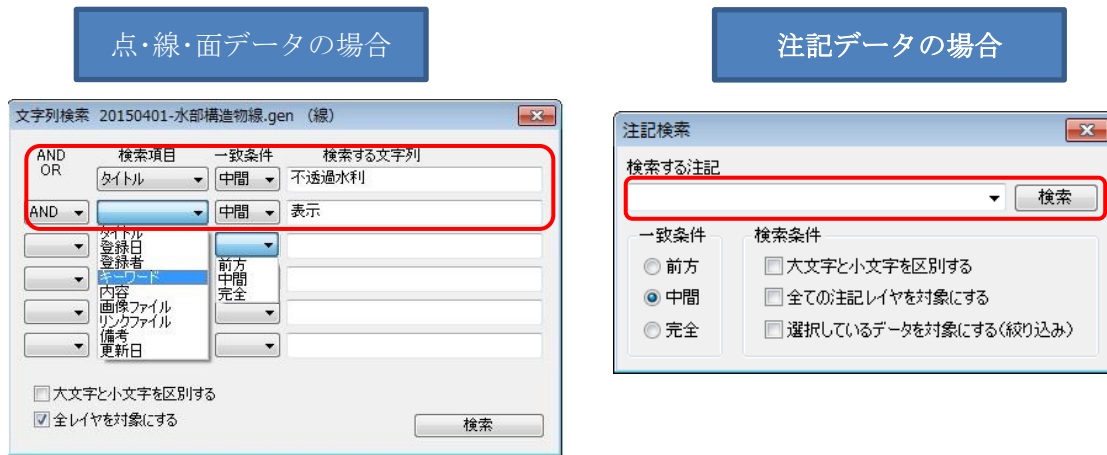 点・線・面データの場合
文字列検索 20150401-水部構造物線.gen （線）
AND
OR
検索項目 一致条件 検索する文字列
タイトル 中間 不透過水利
AND 中間 表示
タイトル
登録日
登録者
キーワード
内容
画像ファイル
リンクファイル
備考
更新日
前方
中間
完全
大文字と小文字を区別する
全レイヤを対象にする
検索
注記データの場合
注記検索
検索する注記
検索
一致条件 検索条件
前方 大文字と小文字を区別する
中間 全ての注記レイヤを対象にする
完全 選択しているデータを対象にする(絞り込み)